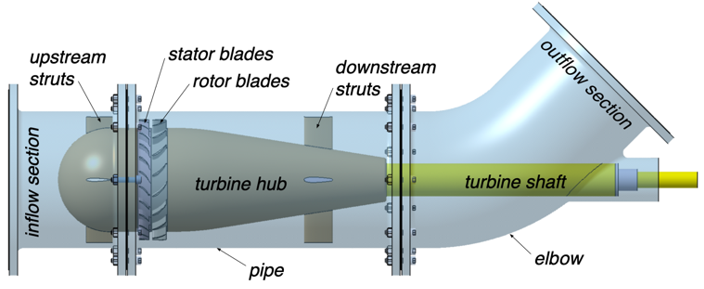 upstream
struts
stator blades
rotor blades
downstream
struts
outflow section
inflow section
turbine hub
turbine shaft
pipe
elbow